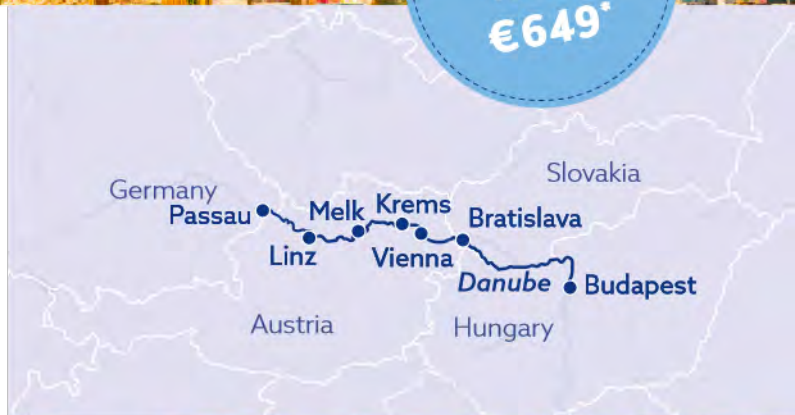 €649*
Slovakia
Germany
Passau
Melk
Krems
Bratislava
Linz
Vienna
Danube
Budapest
Austria
Hungary